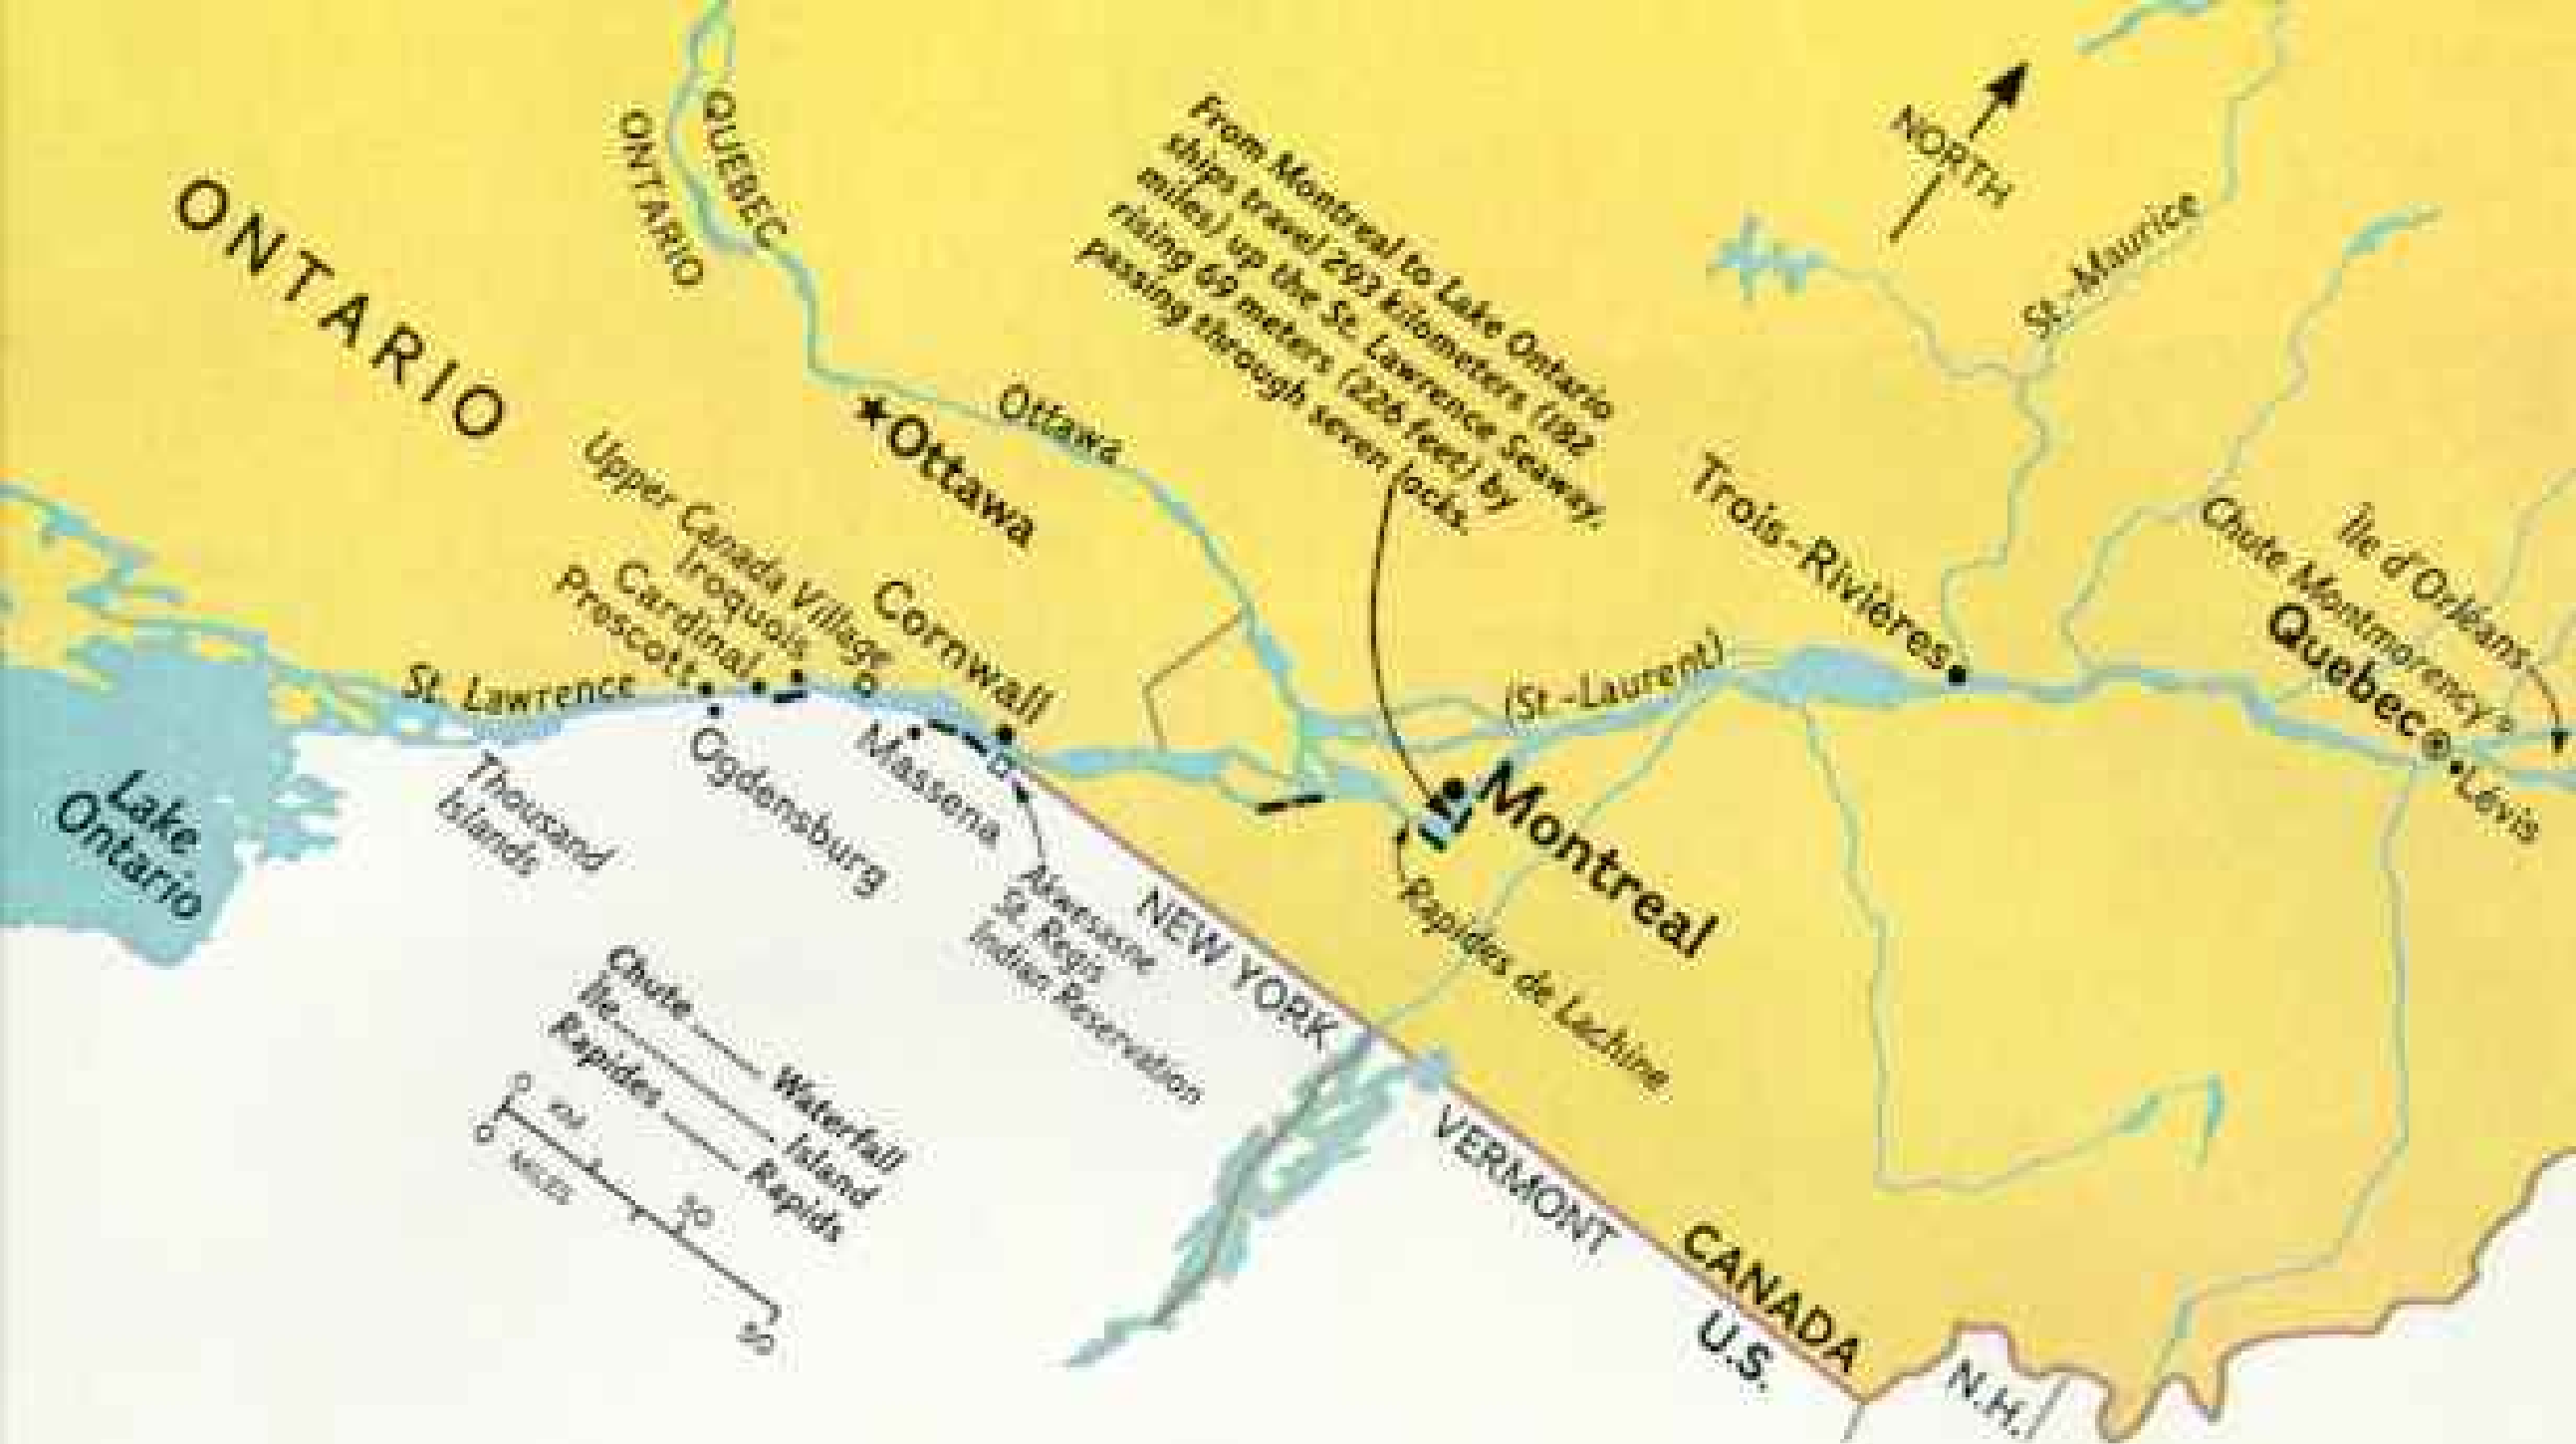 QUEBEC
ONTARIO
ONTARIO
NORTH
From Montreal to Lake Ontario
ships travel 293 kilometers (182
miles) up the St. Lawrence Seaway,
rising 69 meters (226 feet) by
passing through seven locks.
St.-Maurice
Ottawa
Ottawa
Upper Canada Village
Iroquois
Cardinal
Prescott
Cornwall
Trois-Rivières
Île d'Orléans
Chute Montmorency
Quebec
Lévis
St. Lawrence
(St-Laurent)
Lake
Ontario
Thousand
Islands
Ogdensburg
Massena
Montreal
Akwesasne
St. Regis
Indian Reservation
Rapides de Lachine
NEW YORK
VERMONT
CANADA
U.S.
N.H.
Chute Waterfall
Île Island
Rapides Rapids
0 KM 50
0 MILES 50